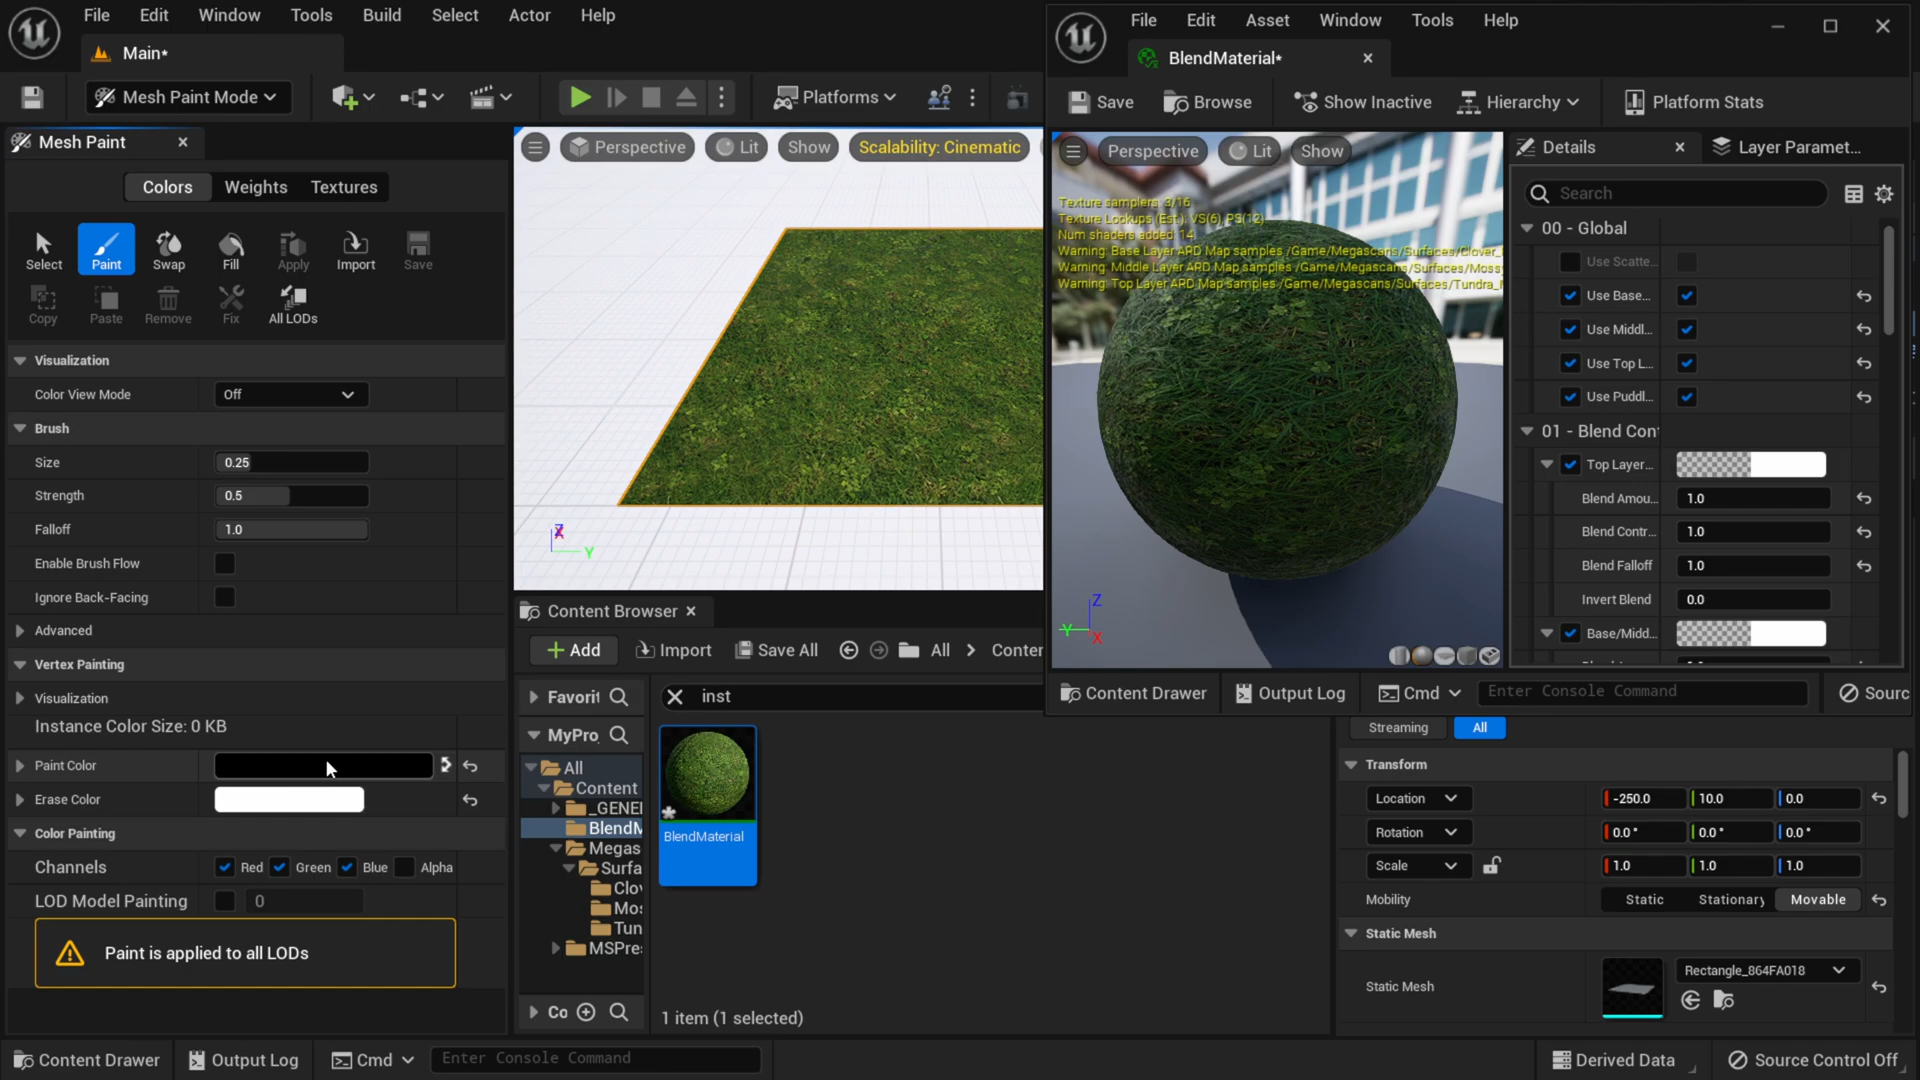 File Edit Window Tools Build Select Actor Help
Main*
Mesh Paint Mode
Platforms
Mesh Paint
Colors Weights Textures
Select Paint Swap Fill Apply Import Save
Copy Paste Remove Fix All LODs
Visualization
Color View Mode Off
Brush
Size 0.25
Strength 0.5
Falloff 1.0
Enable Brush Flow
Ignore Back-Facing
Advanced
Vertex Painting
Visualization
Instance Color Size: 0 KB
Paint Color
Erase Color
Color Painting
Channels Red Green Blue Alpha
LOD Model Painting 0
Paint is applied to all LODs
Perspective Lit Show Scalability: Cinematic
X
Y
Content Browser
Add Import Save All All Conter
Favorit
inst
MyPro
All
Content
_GENE
BlendM
Megas
Surfa
Clo
Mos
Tun
MSPre
Co
BlendMaterial
1 item (1 selected)
File Edit Asset Window Tools Help
BlendMaterial*
Save Browse Show Inactive Hierarchy Platform Stats
Perspective Lit Show
Texture samplers: 3/16
Texture Lookups (Est.): VS(6), PS(12)
Num shaders added: 14
Warning: Base Layer ARD Map samples /Game/Megascans/Surfaces/Clover_
Warning: Middle Layer ARD Map samples /Game/Megascans/Surfaces/Mossy
Warning: Top Layer ARD Map samples /Game/Megascans/Surfaces/Tundra_
Z
Y
X
Details Layer Paramet...
Search
00 - Global
Use Scatte...
Use Base...
Use Middl...
Use Top L...
Use Puddl...
01 - Blend Con
Top Layer...
Blend Amou... 1.0
Blend Contr... 1.0
Blend Falloff 1.0
Invert Blend 0.0
Base/Midd...
Content Drawer Output Log Cmd Enter Console Command Sourc
Streaming All
Transform
Location -250.0 10.0 0.0
Rotation 0.0° 0.0° 0.0°
Scale 1.0 1.0 1.0
Mobility Static Stationary Movable
Static Mesh
Static Mesh Rectangle_864FA018
Content Drawer Output Log Cmd Enter Console Command Derived Data Source Control Off